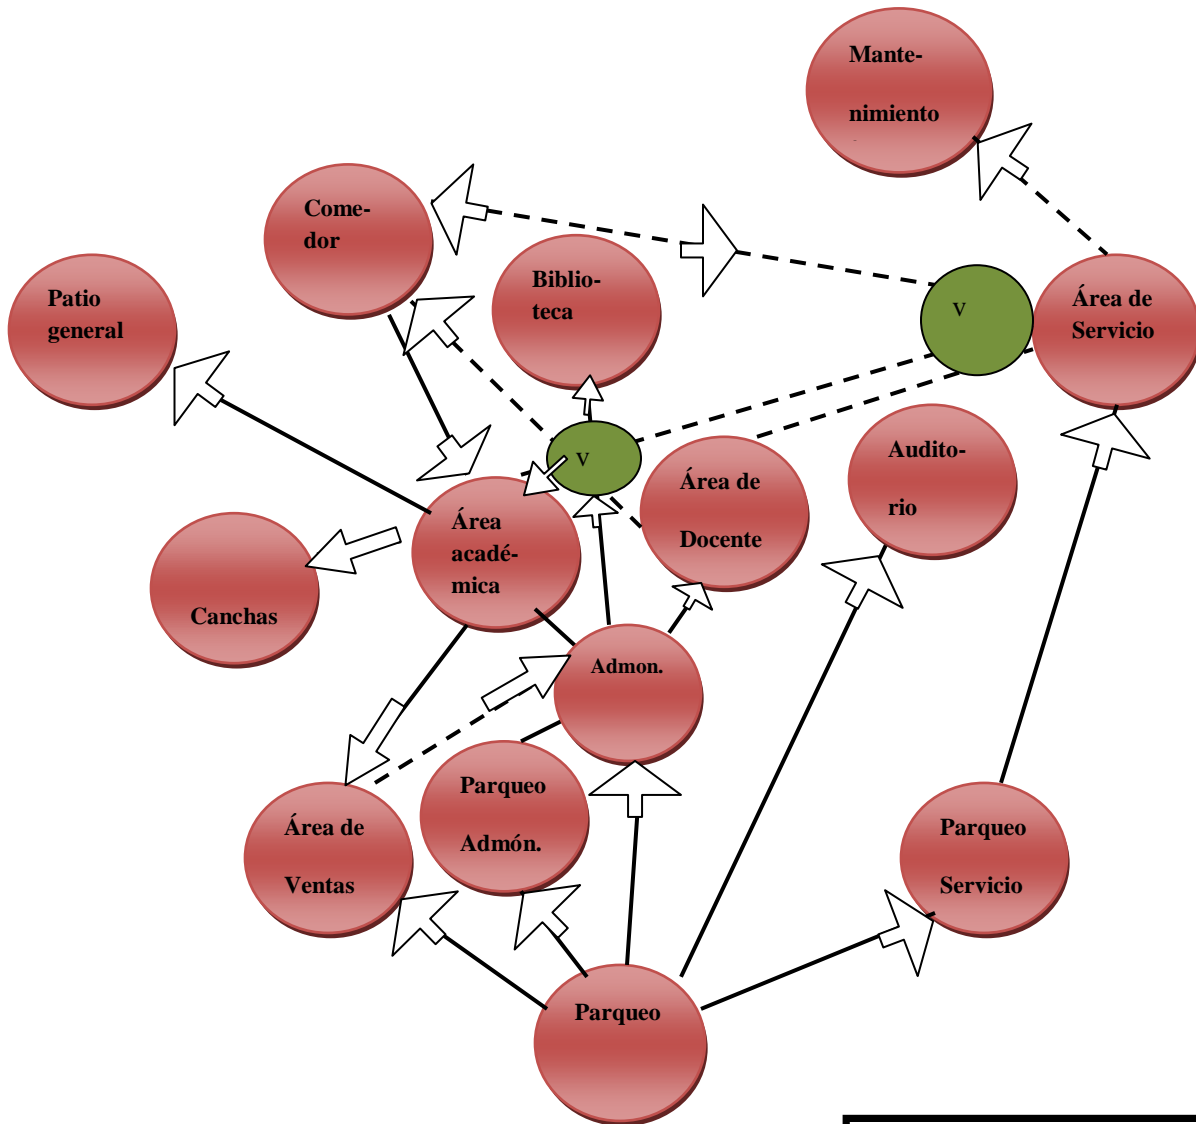 Mante-
nimiento
Come-
dor
Biblio-
teca
V
Área de
Servicio
Patio
general
Audito-
rio
V
Área de
Docente
Área
acadé-
mica
Canchas
Admon.
Parqueo
Admón.
Área de
Ventas
Parqueo
Servicio
Parqueo